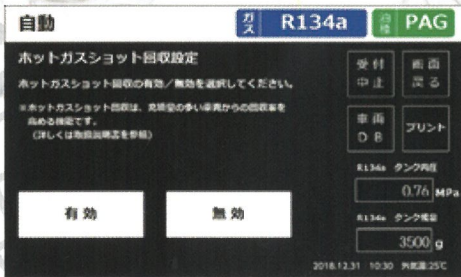 自動
ガス R134a
油種 PAG
ホットガスショット回収設定
ホットガスショット回収の有効／無効を選択してください。
※ホットガスショット回収は、充填量の多い車両からの回収率を
高める機能です。
（詳しくは取扱説明書を参照）
受付
中止
画面
戻る
車両
DB
プリント
R134a タンク内圧
0.76 MPa
R134a タンク残量
3500 g
有効
無効
2018.12.31 10:30 外気温:25℃